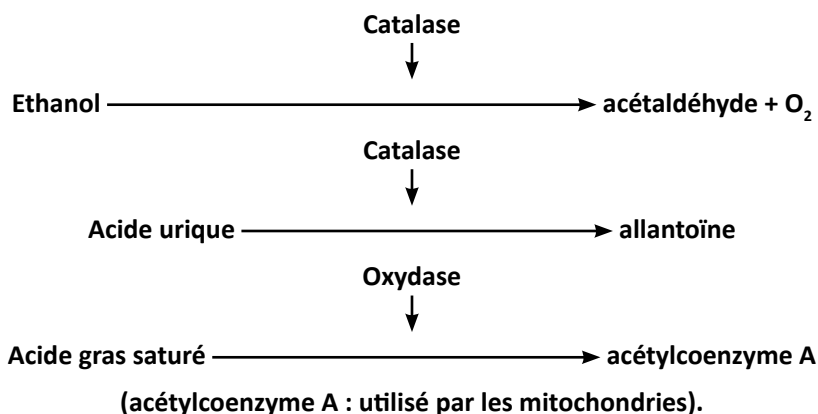 Catalase
Ethanol acétaldéhyde + O₂
Catalase
Acide urique allantoïne
Oxydase
Acide gras saturé acétylcoenzyme A
(acétylcoenzyme A : utilisé par les mitochondries).